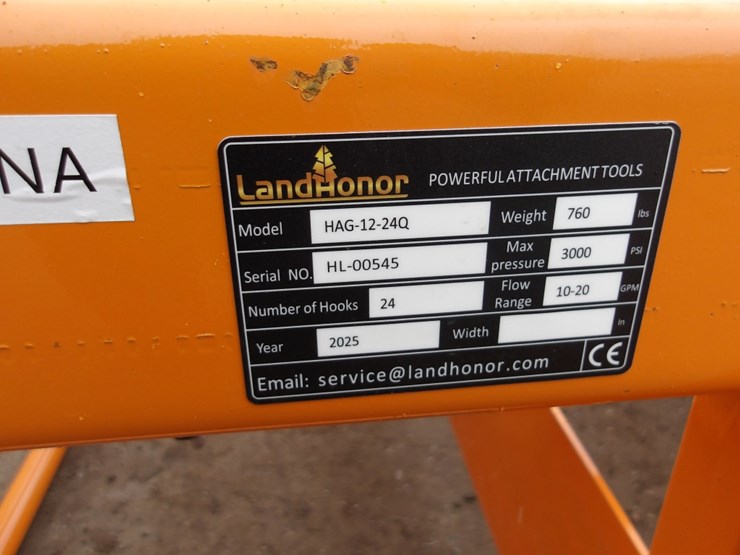 NA
LandHonor POWERFUL ATTACHMENT TOOLS
Model HAG-12-24Q Weight 760 lbs
Serial NO. HL-00545 Max pressure 3000 PSI
Number of Hooks 24 Flow Range 10-20 GPM
Year 2025 Width in
Email: service@landhonor.com CE